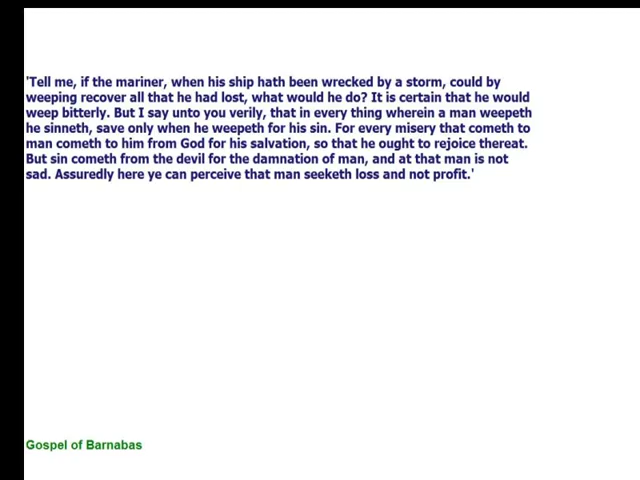 'Tell me, if the mariner, when his ship hath been wrecked by a storm, could by
weeping recover all that he had lost, what would he do? It is certain that he would
weep bitterly. But I say unto you verily, that in every thing wherein a man weepeth
he sinneth, save only when he weepeth for his sin. For every misery that cometh to
man cometh to him from God for his salvation, so that he ought to rejoice thereat.
But sin cometh from the devil for the damnation of man, and at that man is not
sad. Assuredly here ye can perceive that man seeketh loss and not profit.'
Gospel of Barnabas